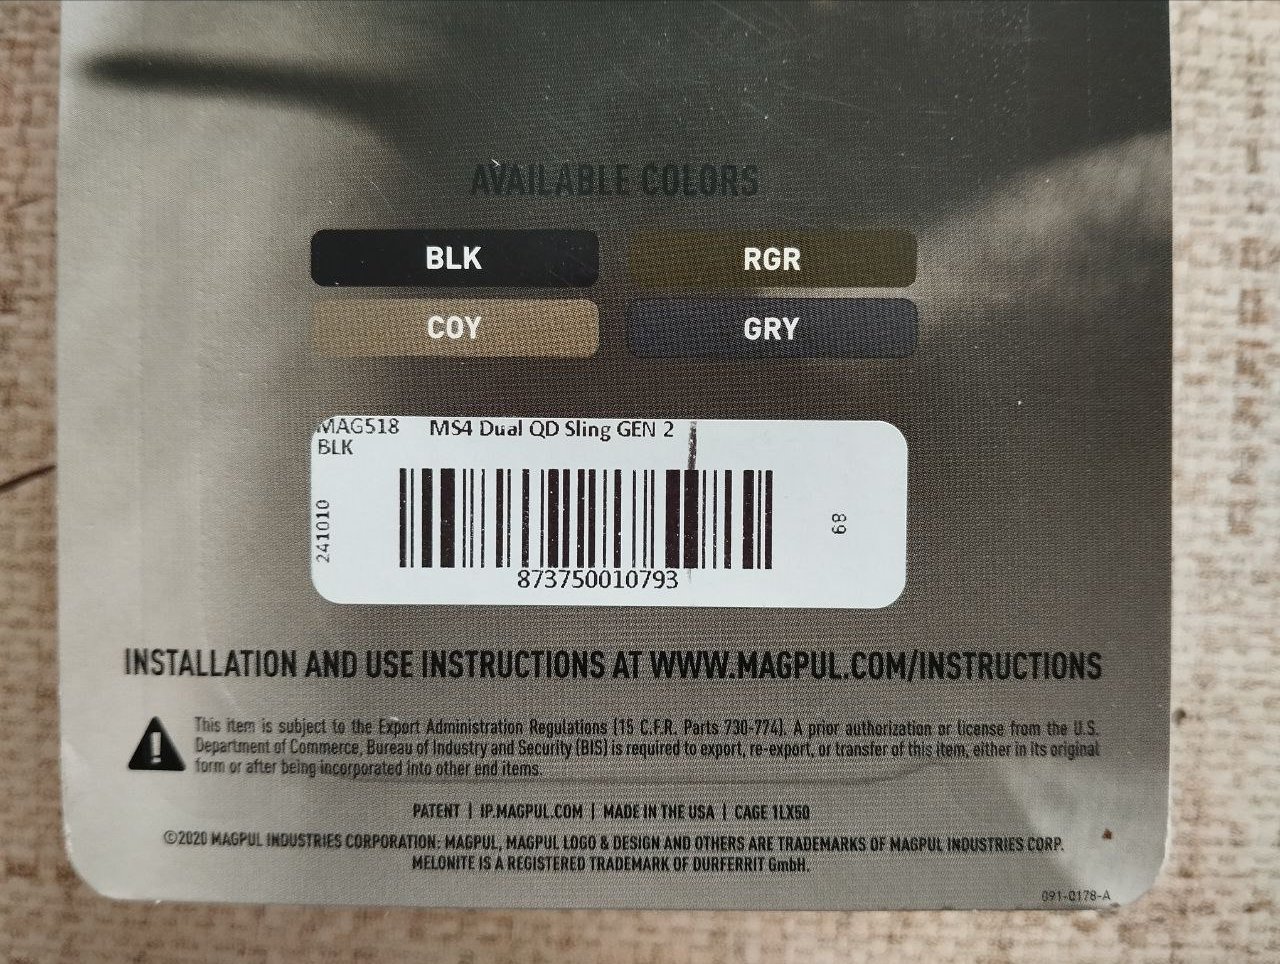 AVAILABLE COLORS
BLK
RGR
COY
GRY
MAG518 MS4 Dual QD Sling GEN 2
BLK
241010
89
873750010793
INSTALLATION AND USE INSTRUCTIONS AT WWW.MAGPUL.COM/INSTRUCTIONS
This item is subject to the Export Administration Regulations (15 C.F.R. Parts 730-774). A prior authorization or license from the U.S.
Department of Commerce, Bureau of Industry and Security (BIS) is required to export, re-export, or transfer of this item, either in its original
form or after being incorporated into other end items.
PATENT | IP.MAGPUL.COM | MADE IN THE USA | CAGE 1LX50
©2020 MAGPUL INDUSTRIES CORPORATION: MAGPUL, MAGPUL LOGO & DESIGN AND OTHERS ARE TRADEMARKS OF MAGPUL INDUSTRIES CORP.
MELONITE IS A REGISTERED TRADEMARK OF DURFERRIT GmbH.
091-0178-A